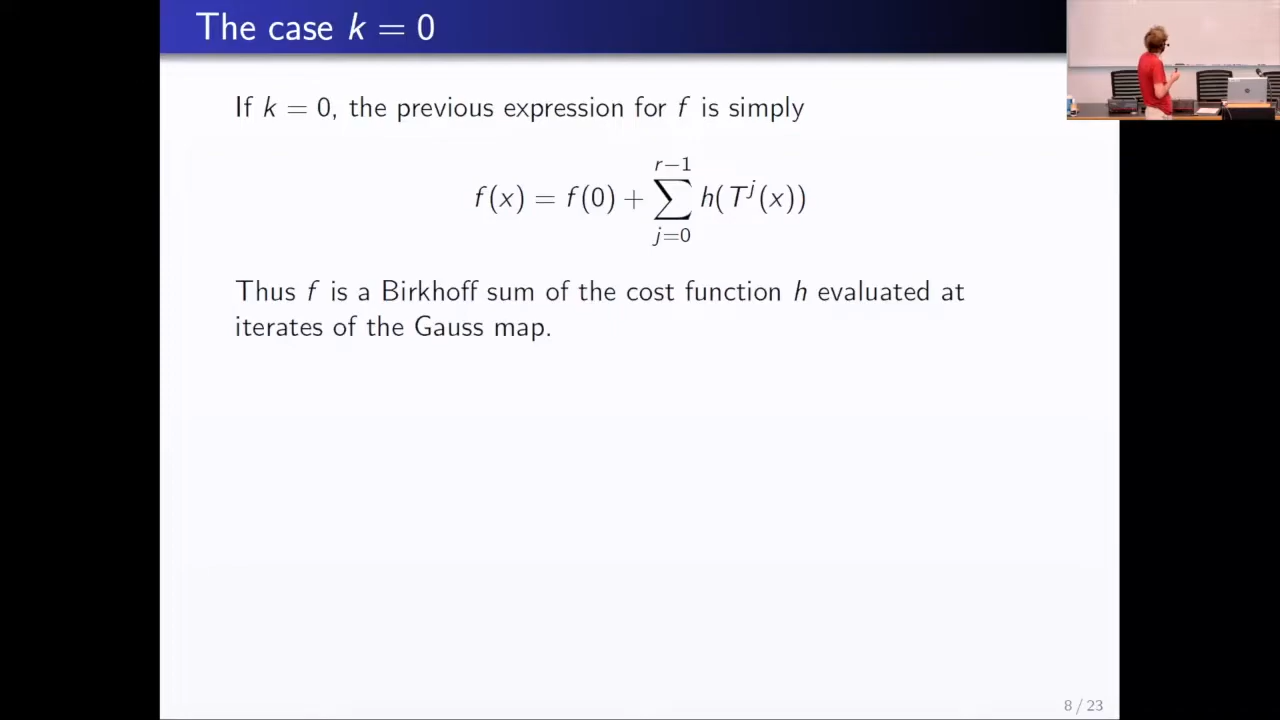 The case k = 0
If k = 0, the previous expression for f is simply
f(x) = f(0) + \sum_{j=0}^{r−1} h(T^j(x))
Thus f is a Birkhoff sum of the cost function h evaluated at
iterates of the Gauss map.
8 / 23